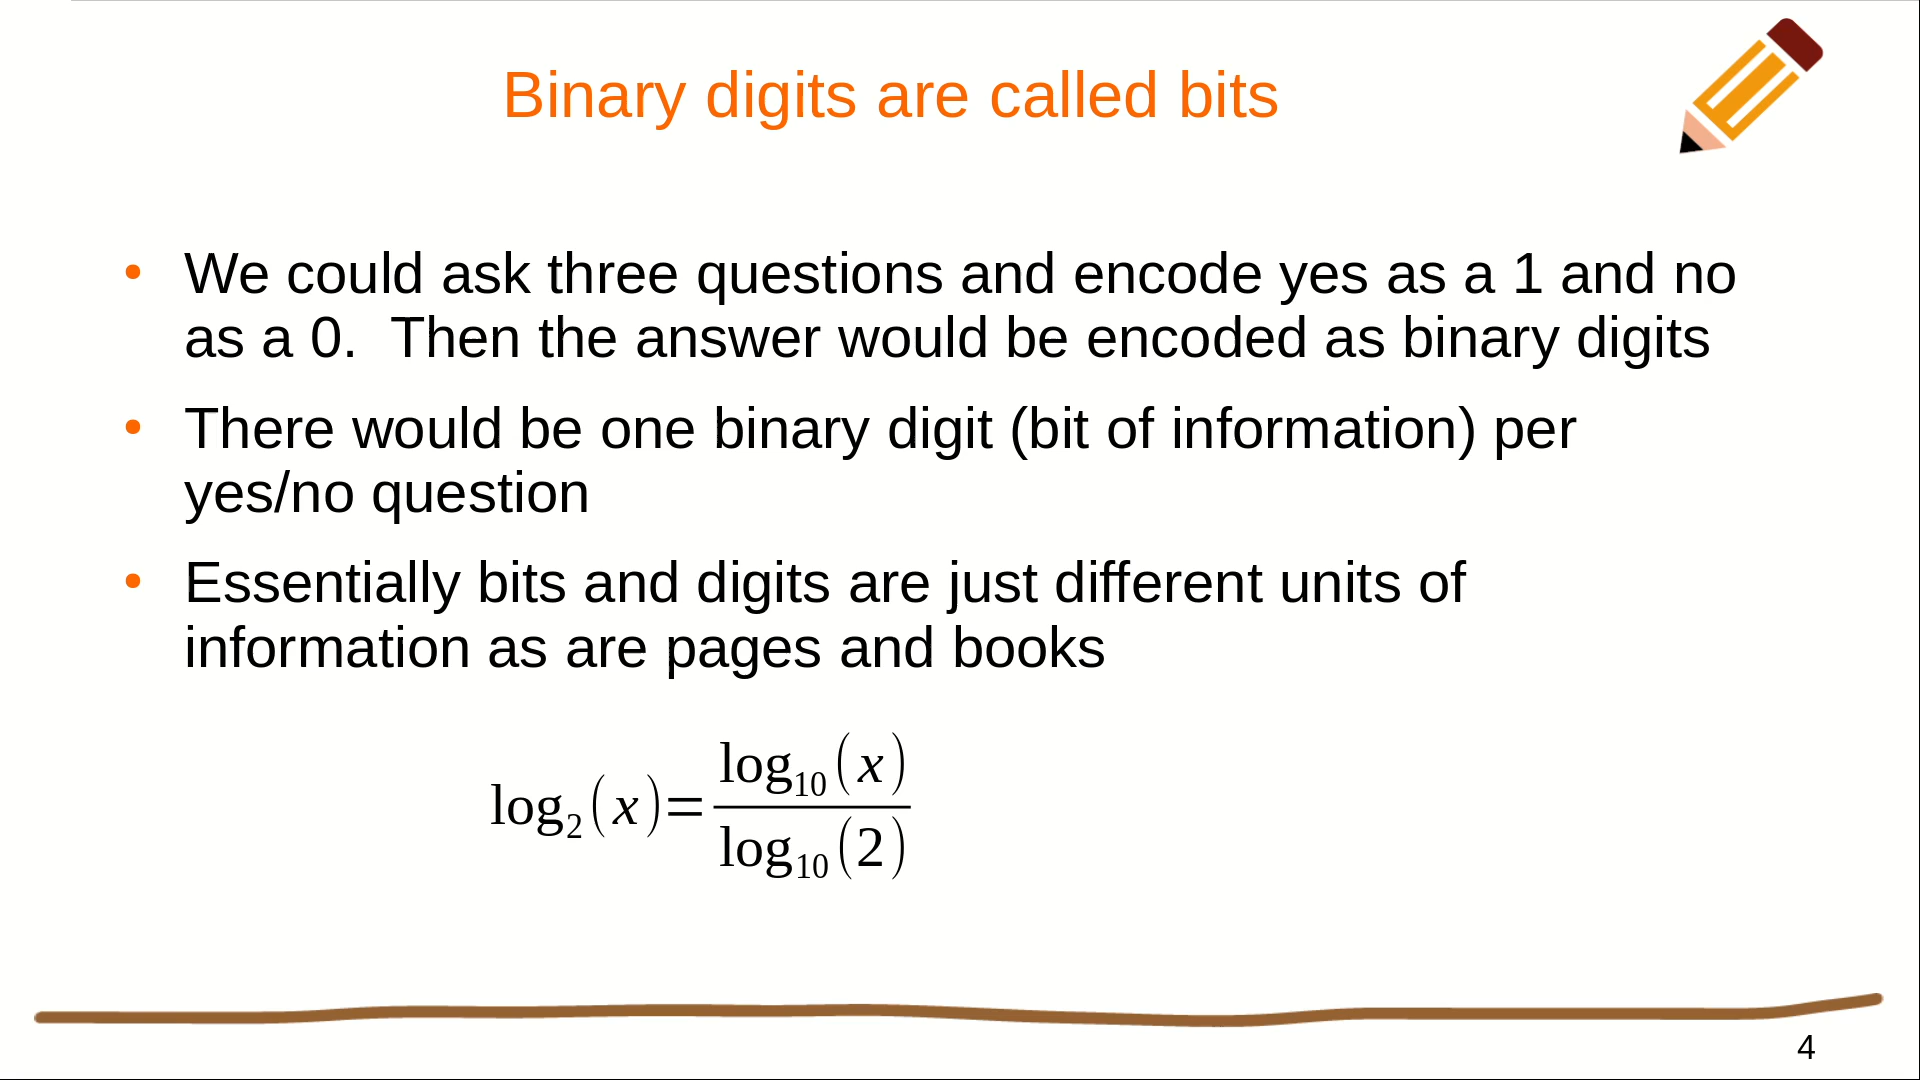 Binary digits are called bits
• We could ask three questions and encode yes as a 1 and no
as a 0.  Then the answer would be encoded as binary digits
• There would be one binary digit (bit of information) per
yes/no question
• Essentially bits and digits are just different units of
information as are pages and books
log₂(x)=log₁₀(x)/log₁₀(2)
4